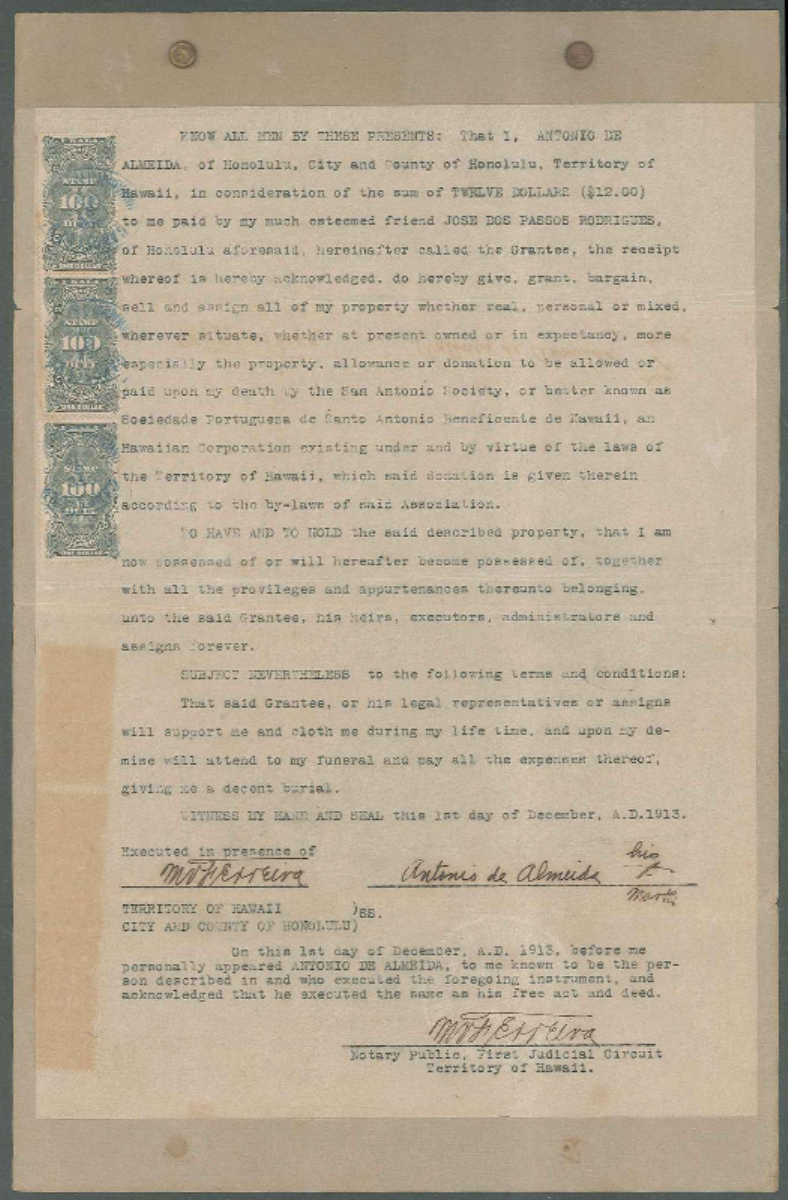 STAMP
100
ONE DOLLAR
STAMP
100
ONE DOLLAR
STAMP
100
ONE DOLLAR
KNOW ALL MEN BY THESE PRESENTS: That I, ANTONIO DE
ALMEIDA, of Honolulu, City and County of Honolulu, Territory of
Hawaii, in consideration of the sum of TWELVE DOLLARS ($12.00)
to me paid by my much esteemed friend JOSE DOS PASSOS RODRIGUES,
of Honolulu aforesaid, hereinafter called the Grantee, the receipt
whereof is hereby acknowledged, do hereby give, grant, bargain,
sell and assign all of my property whether real, personal or mixed,
wherever situate, whether at present owned or in expectancy, more
especially the property, allowance or donation to be allowed or
paid upon my death by the San Antonio Society, or better known as
Sociedade Portugueza de Santo Antonio Beneficente de Hawaii, an
Hawaiian Corporation existing under and by virtue of the laws of
the Territory of Hawaii, which said donation is given therein
according to the by-laws of said Association.
TO HAVE AND TO HOLD the said described property, that I am
now possessed of or will hereafter become possessed of, together
with all the provileges and appurtenances thereunto belonging,
unto the said Grantee, his heirs, executors, administrators and
assigns forever.
SUBJECT NEVERTHELESS to the following terms and conditions:
That said Grantee, or his legal representatives or assigns
will support me and cloth me during my life time, and upon my de-
mise will attend to my funeral and pay all the expenses thereof,
giving me a decent burial.
WITNESS MY HAND AND SEAL this 1st day of December, A.D.1913.
Executed in presence of
his
Antonio de Almeida
mark
TERRITORY OF HAWAII )
SS.
CITY AND COUNTY OF HONOLULU)
On this 1st day of December, A.D. 1913, before me
personally appeared ANTONIO DE ALMEIDA, to me known to be the per-
son described in and who executed the foregoing instrument, and
acknowledged that he executed the same as his free act and deed.
Notary Public, First Judicial Circuit
Territory of Hawaii.